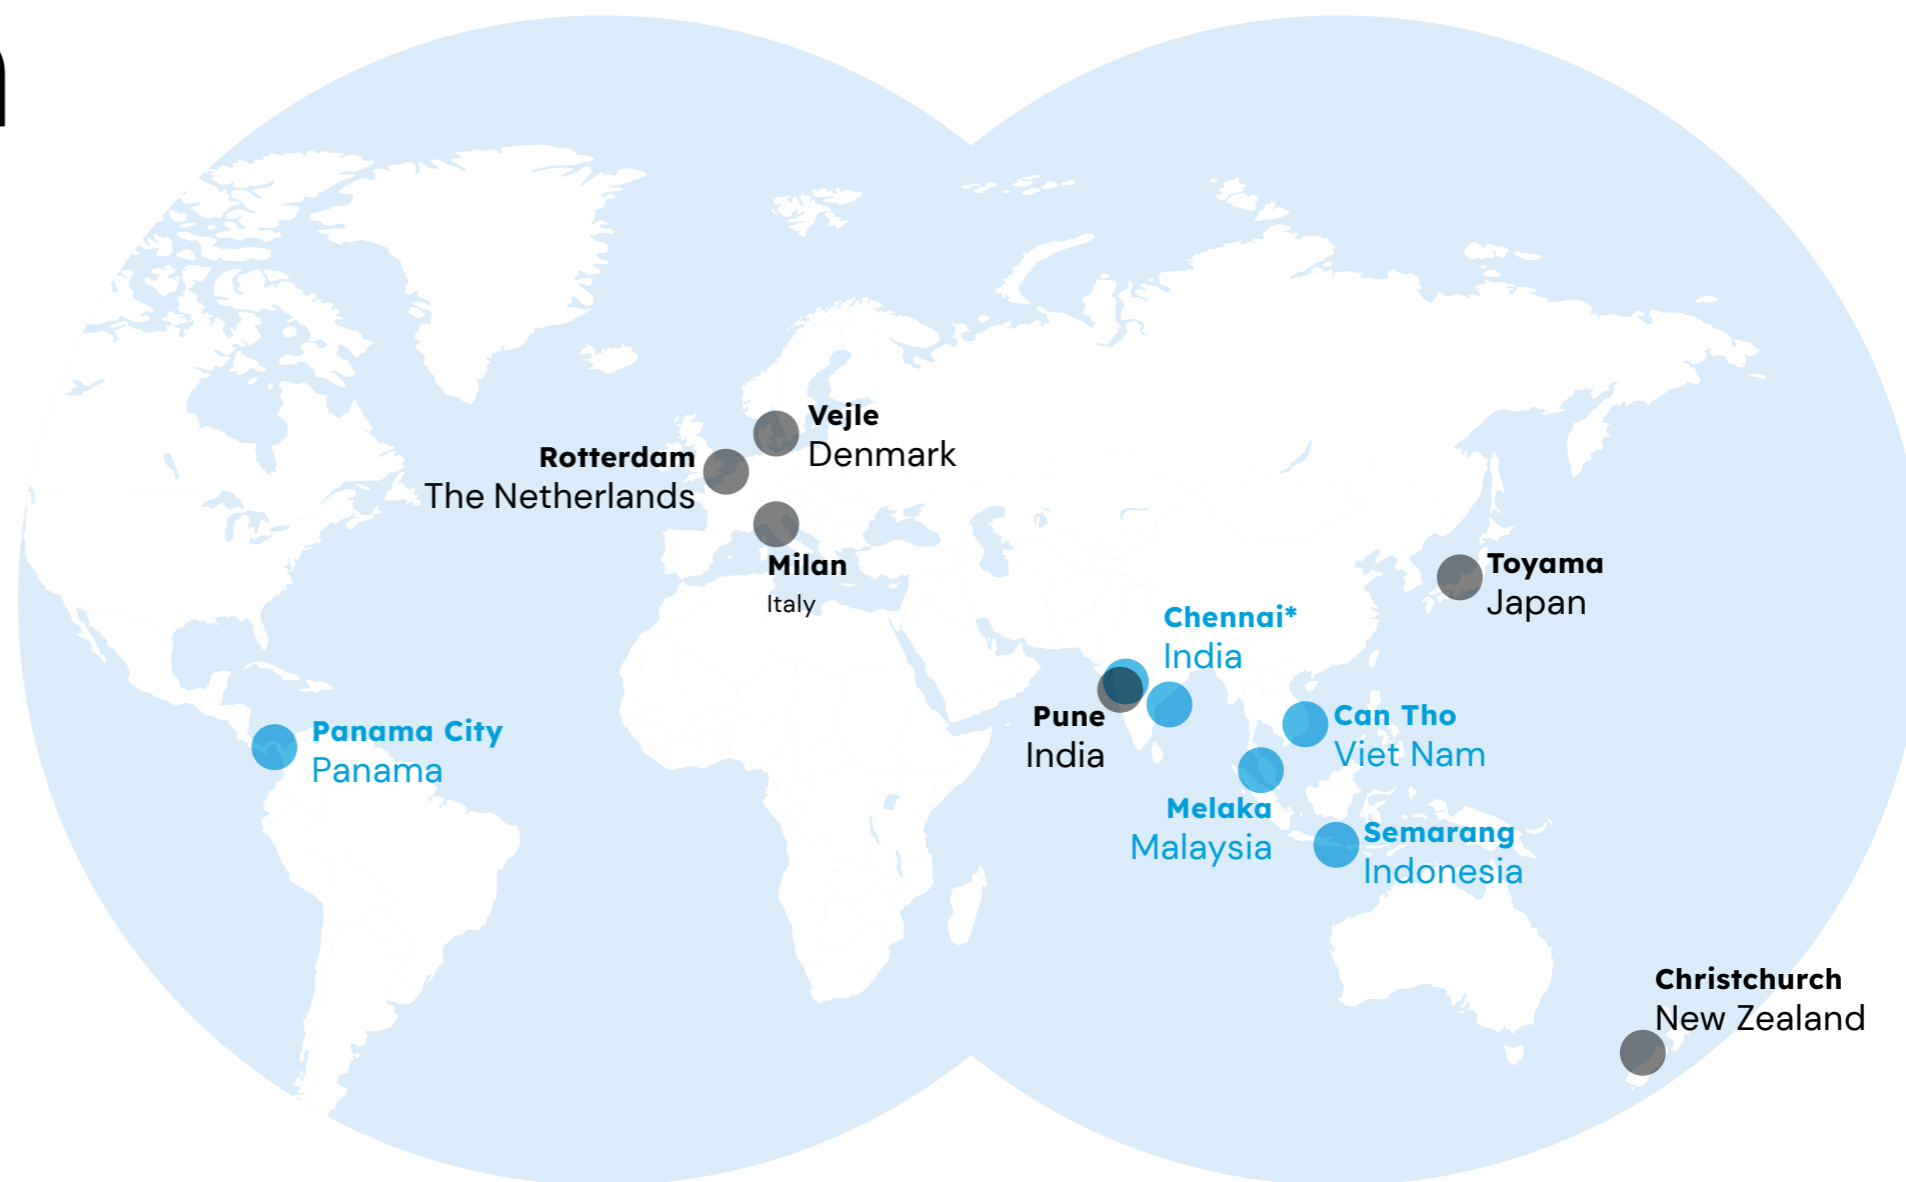 Vejle
Denmark
Rotterdam
The Netherlands
Milan
Italy
Toyama
Japan
Chennai*
India
Pune
India
Can Tho
Viet Nam
Panama City
Panama
Melaka
Malaysia
Semarang
Indonesia
Christchurch
New Zealand